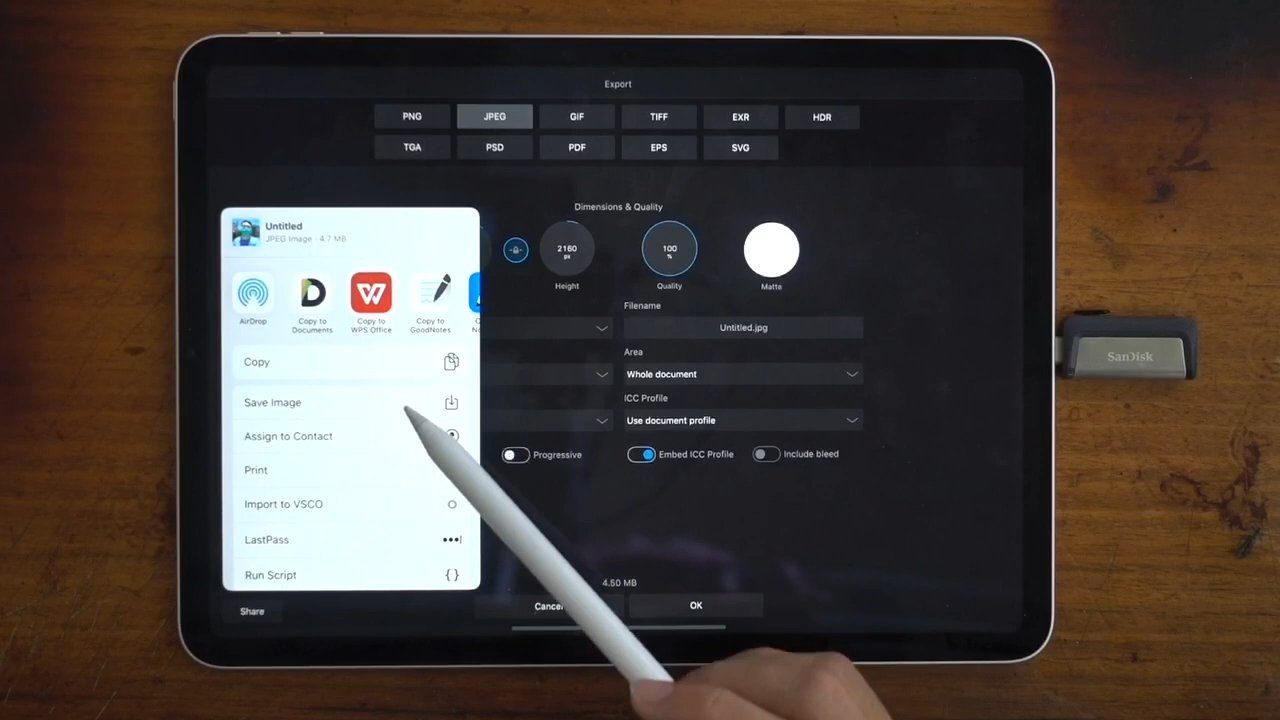 Export
PNG JPEG GIF TIFF EXR HDR
TGA PSD PDF EPS SVG
Dimensions & Quality
2160 px
100 %
Height Quality Matte
Untitled
JPEG Image · 4.7 MB
AirDrop
Copy to Documents
Copy to WPS Office
Copy to GoodNotes
Copy
Save Image
Assign to Contact
Print
Import to VSCO
LastPass
Run Script
Filename
Untitled.jpg
Area
Whole document
ICC Profile
Use document profile
Progressive Embed ICC Profile Include bleed
4.50 MB
Share OK
SanDisk